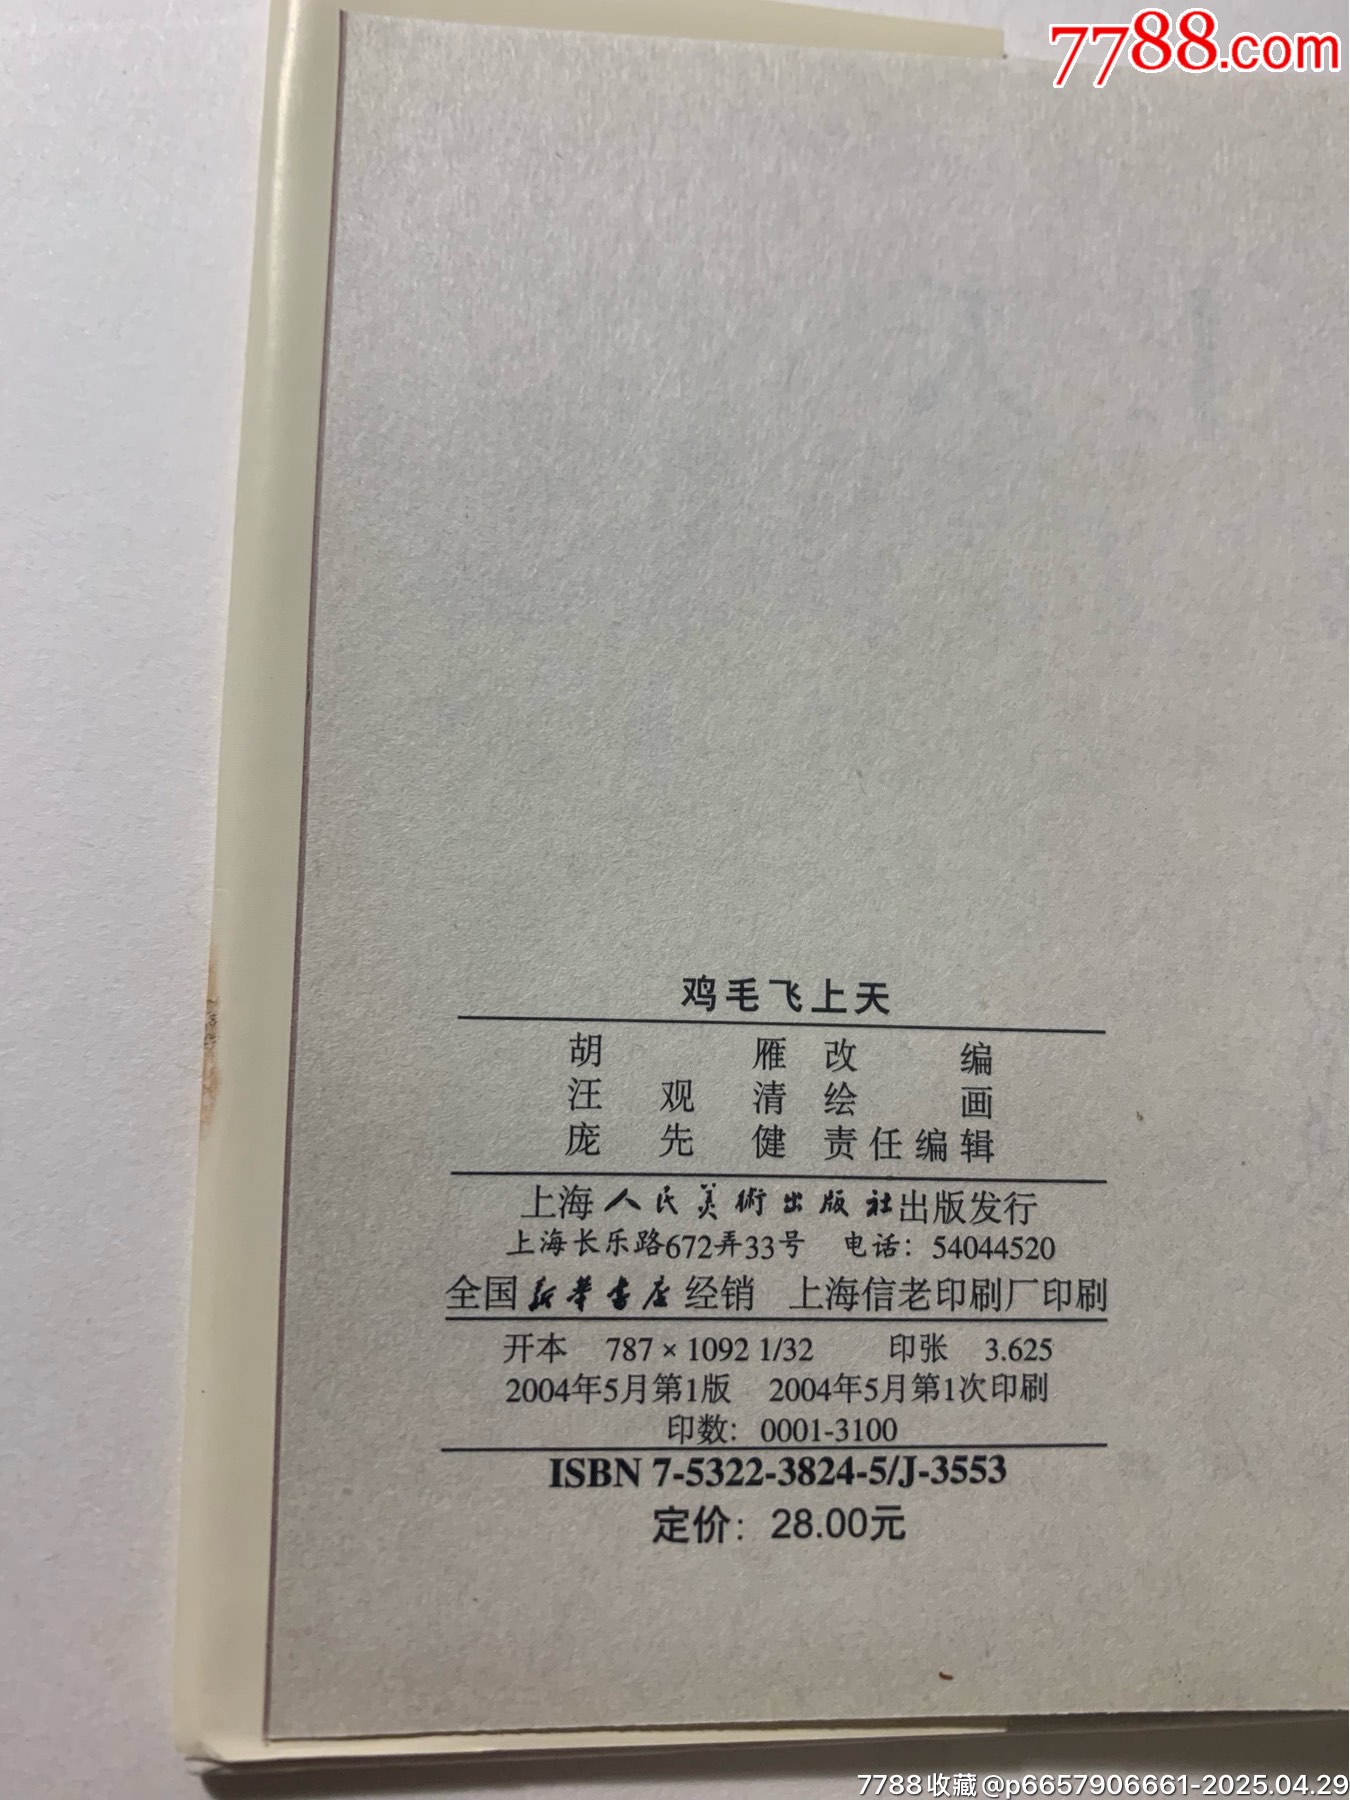 7788.com
鸡毛飞上天
胡雁改编
汪观清绘画
庞先健责任编辑
上海人民美術出版社出版发行
上海长乐路672弄33号 电话：54044520
全国新华书店经销 上海信老印刷厂印刷
开本 787×1092 1/32 印张 3.625
2004年5月第1版 2004年5月第1次印刷
印数：0001-3100
ISBN 7-5322-3824-5/J-3553
定价：28.00元
7788收藏@p6657906661-2025.04.29